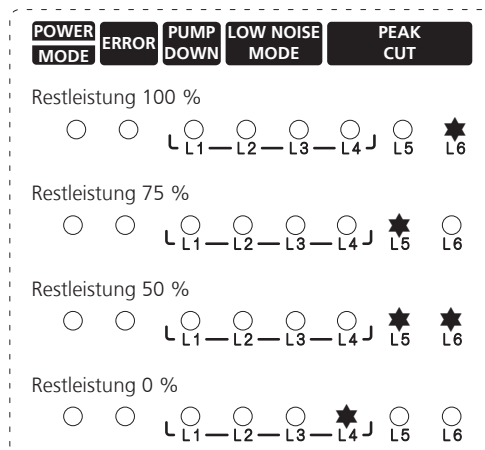 POWER ERROR PUMP LOW NOISE PEAK
MODE DOWN MODE CUT
Restleistung 100 %
L1 L2 L3 L4 L5 L6
Restleistung 75 %
L1 L2 L3 L4 L5 L6
Restleistung 50 %
L1 L2 L3 L4 L5 L6
Restleistung 0 %
L1 L2 L3 L4 L5 L6